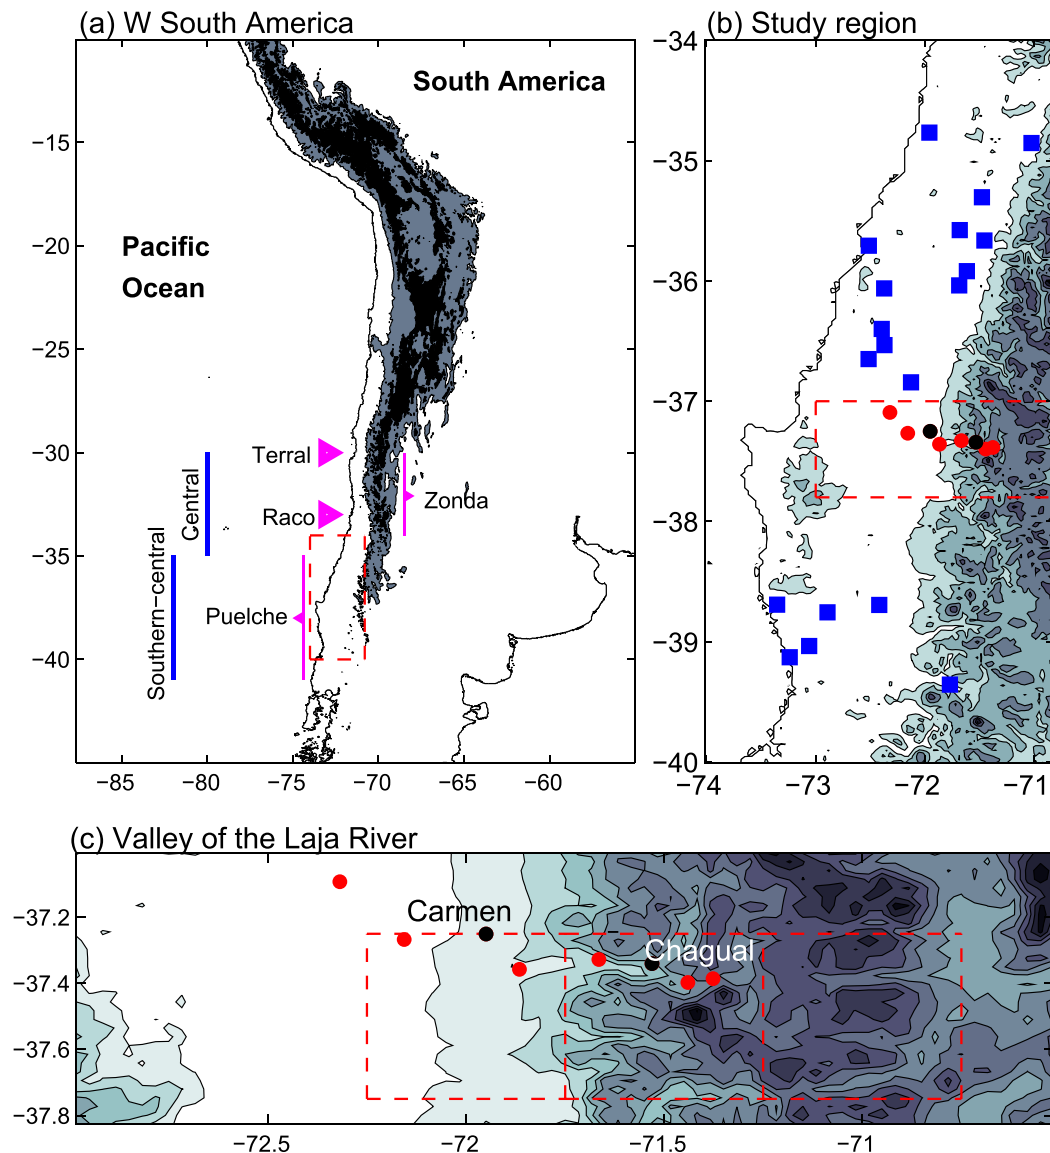 (a) W South America
South America
Pacific
Ocean
Terral
Raco
Zonda
Central
Southern−central
Puelche
−15
−20
−25
−30
−35
−40
−85
−80
−75
−70
−65
−60
(b) Study region
−34
−35
−36
−37
−38
−39
−40
−74
−73
−72
−71
(c) Valley of the Laja River
Carmen
Chagual
−37.2
−37.4
−37.6
−37.8
−72.5
−72
−71.5
−71